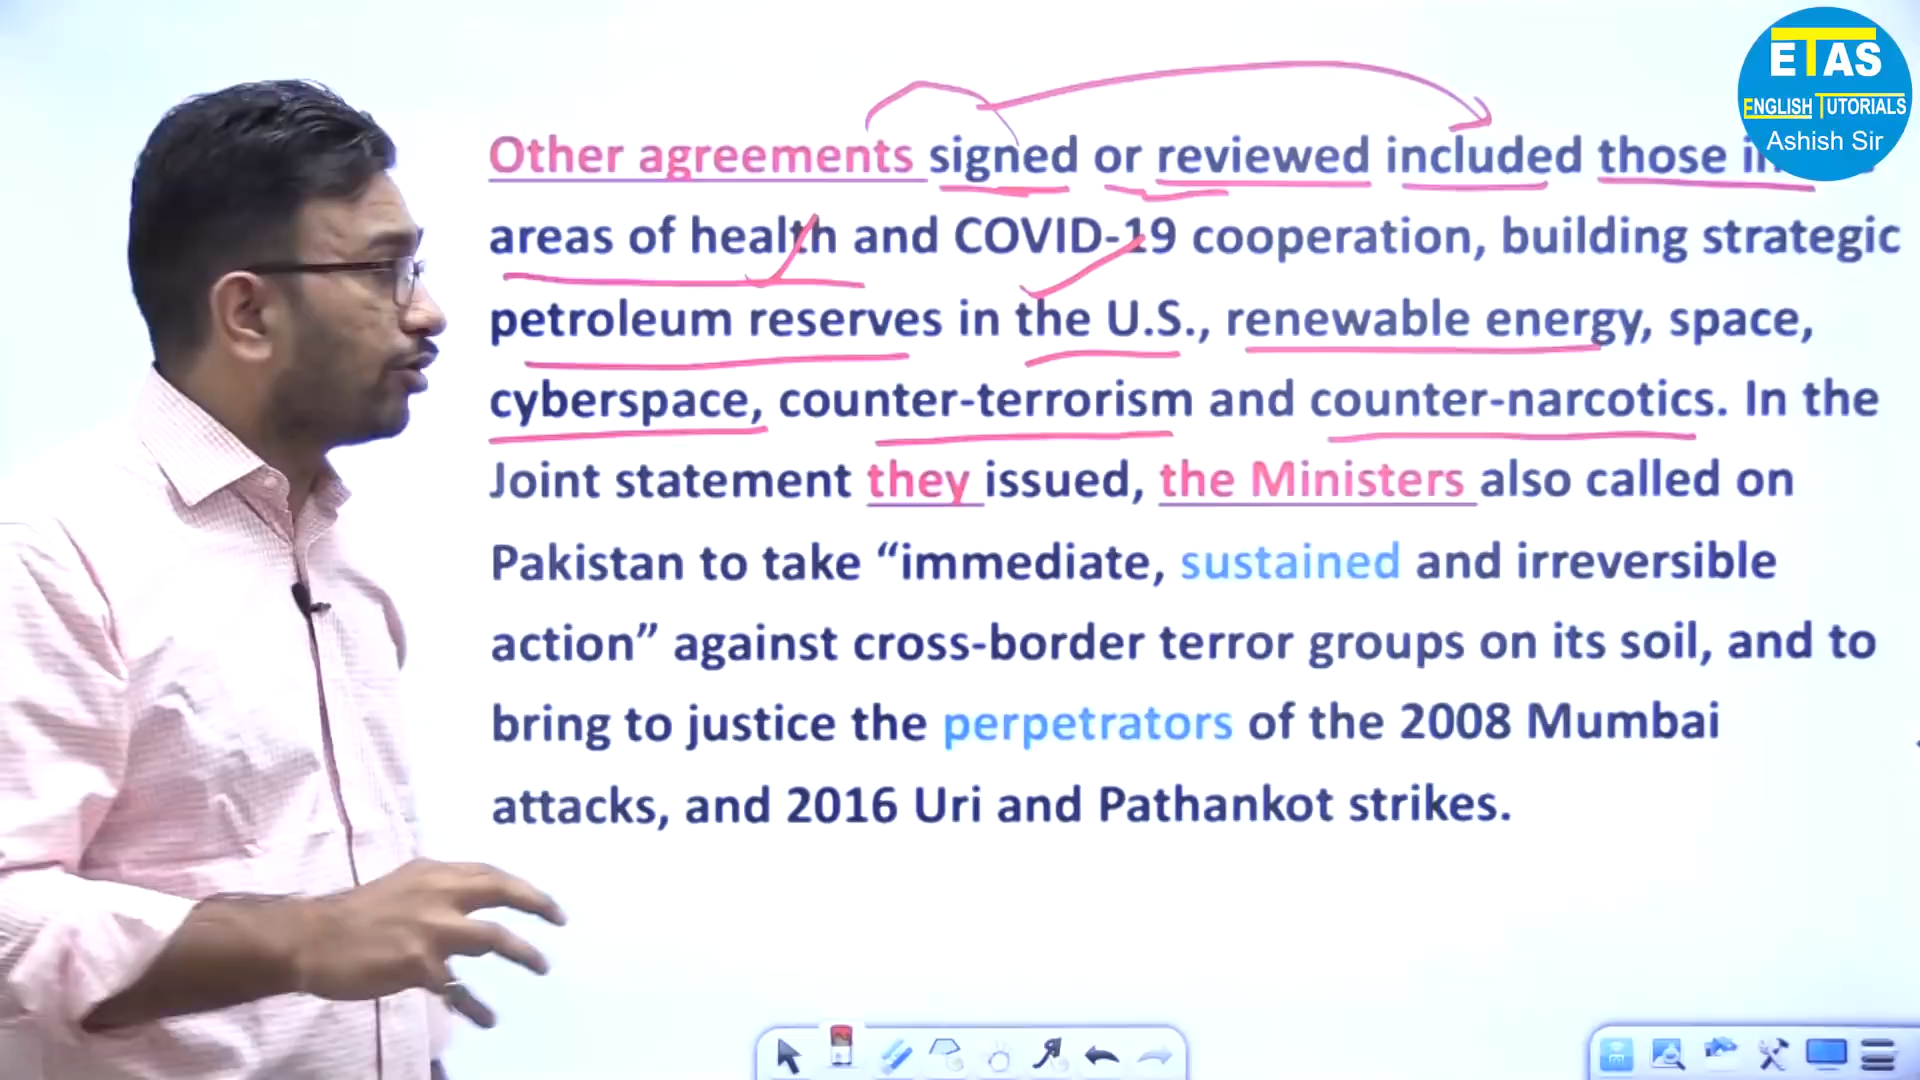 ETAS
ENGLISH TUTORIALS
Ashish Sir
Other agreements signed or reviewed included those in
areas of health and COVID-19 cooperation, building strategic
petroleum reserves in the U.S., renewable energy, space,
cyberspace, counter-terrorism and counter-narcotics. In the
Joint statement they issued, the Ministers also called on
Pakistan to take “immediate, sustained and irreversible
action” against cross-border terror groups on its soil, and to
bring to justice the perpetrators of the 2008 Mumbai
attacks, and 2016 Uri and Pathankot strikes.